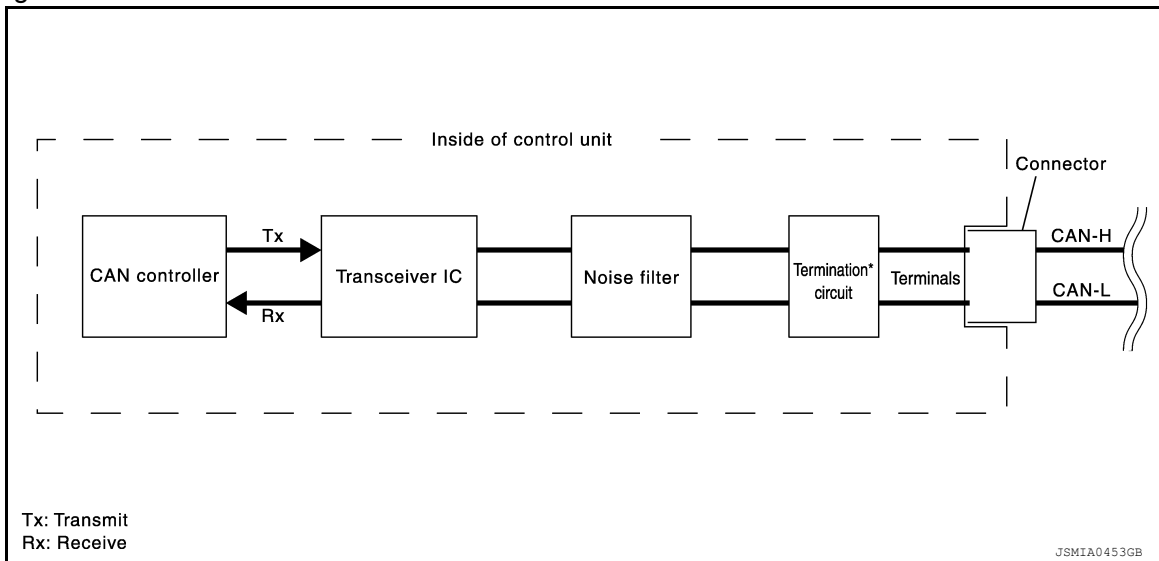 Inside of control unit
Connector
CAN controller
Tx
Rx
Transceiver IC
Noise filter
Termination*
circuit
Terminals
CAN-H
CAN-L
Tx: Transmit
Rx: Receive
JSMIA0453GB